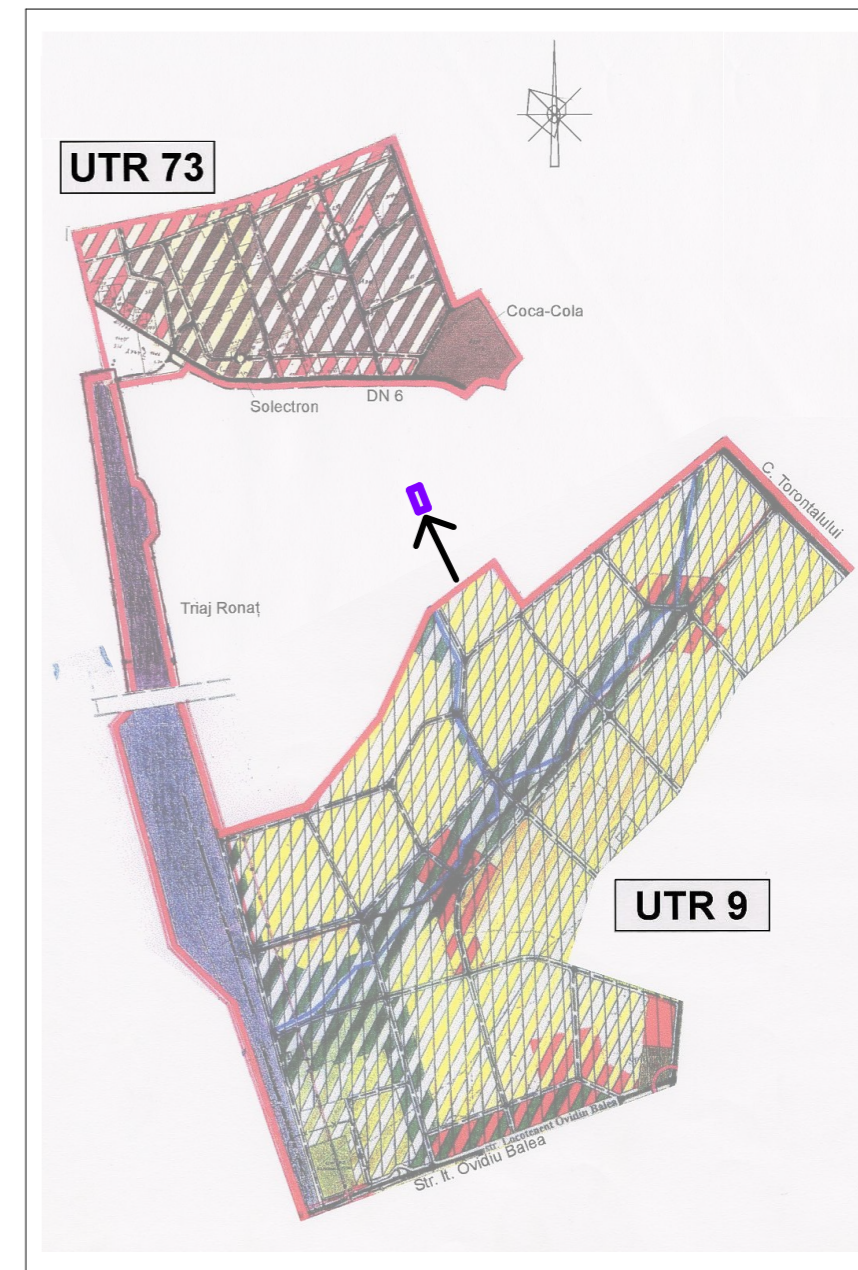 UTR 73
Coca-Cola
DN 6
Solectron
C. Torontalului
Triaj Ronaț
UTR 9
str. Locotenent Ovidiu Balea
Str. lt. Ovidiu Balea